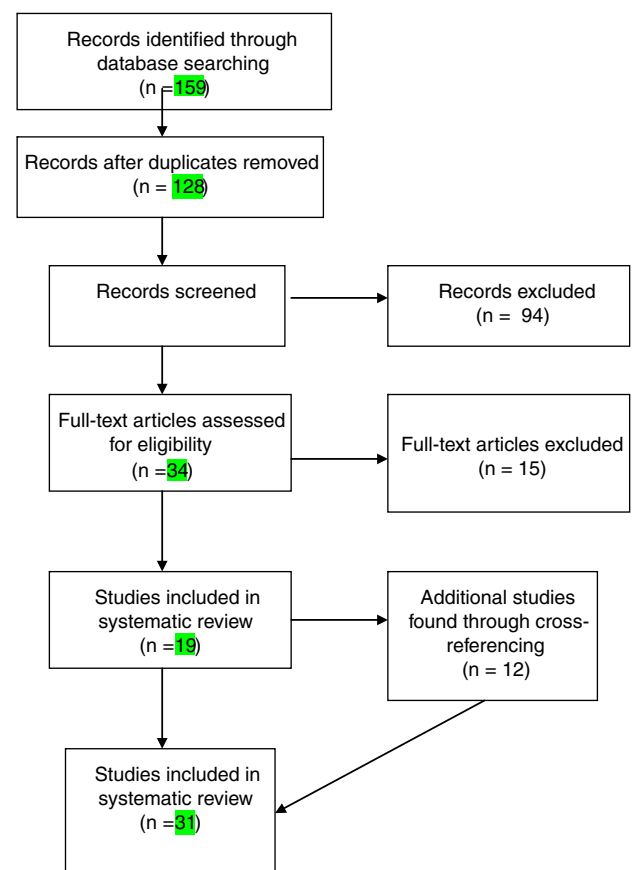 Records identified through
database searching
(n =159)
Records after duplicates removed
(n = 128)
Records screened
Records excluded
(n = 94)
Full-text articles assessed
for eligibility
(n =34)
Full-text articles excluded
(n = 15)
Studies included in
systematic review
(n =19)
Additional studies
found through cross-
referencing
(n = 12)
Studies included in
systematic review
(n =31)